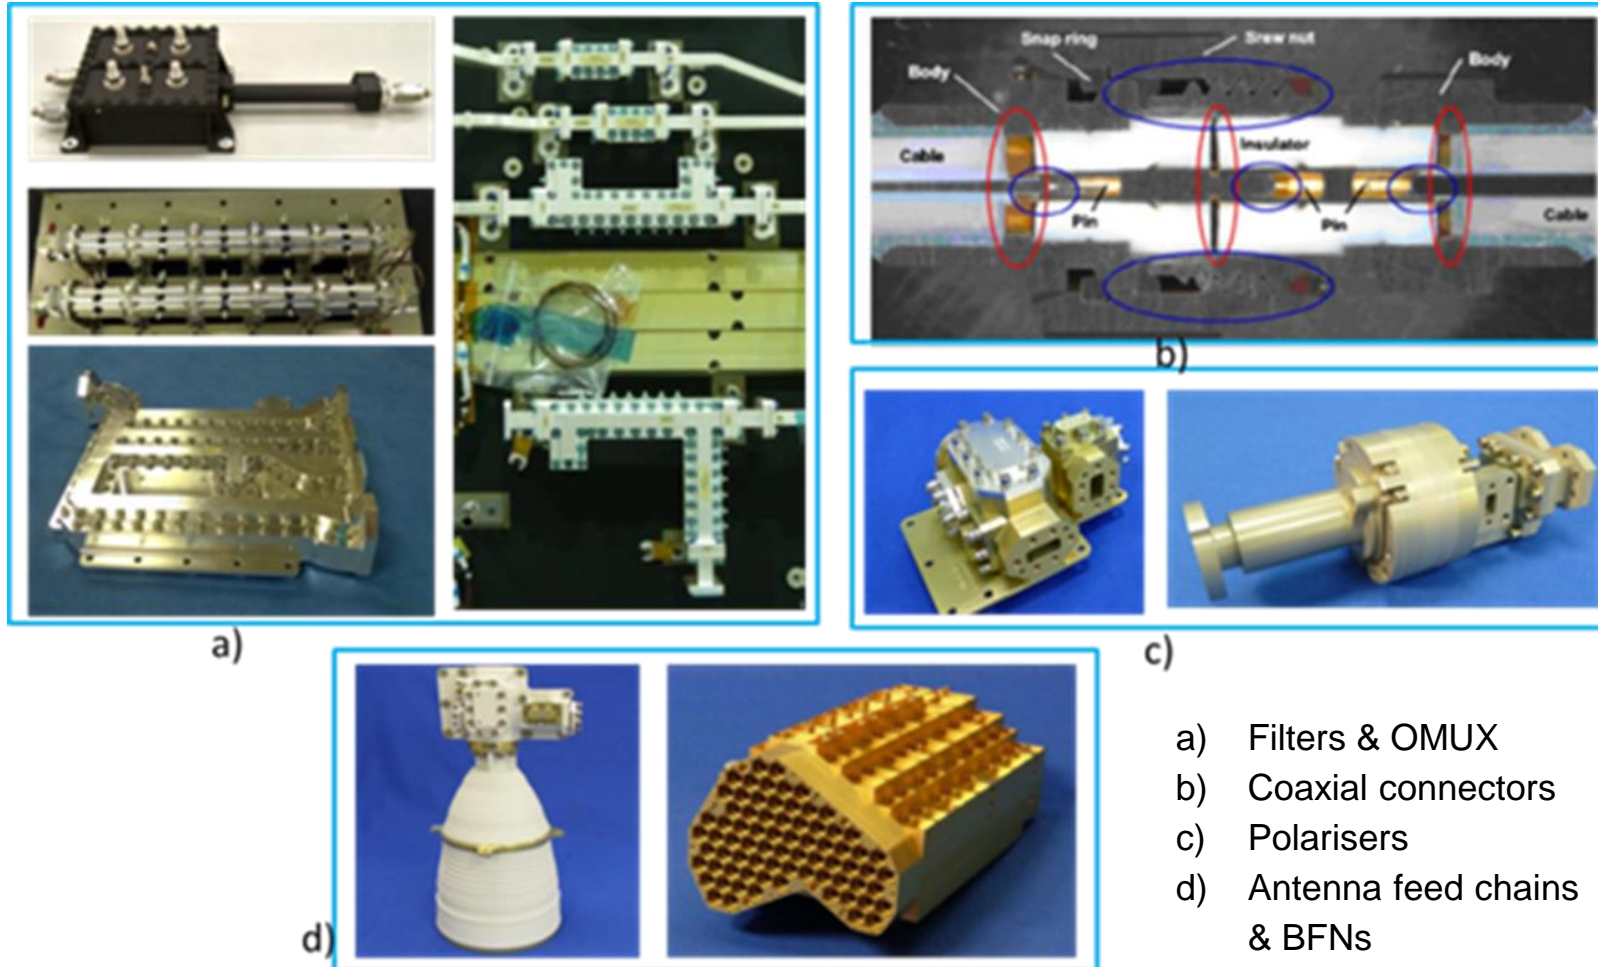 Snap ring
Srew nut
Body
Body
Cable
Insulator
Pin
Pin
Cable
a)
b)
c)
d)
a) Filters & OMUX
b) Coaxial connectors
c) Polarisers
d) Antenna feed chains
& BFNs